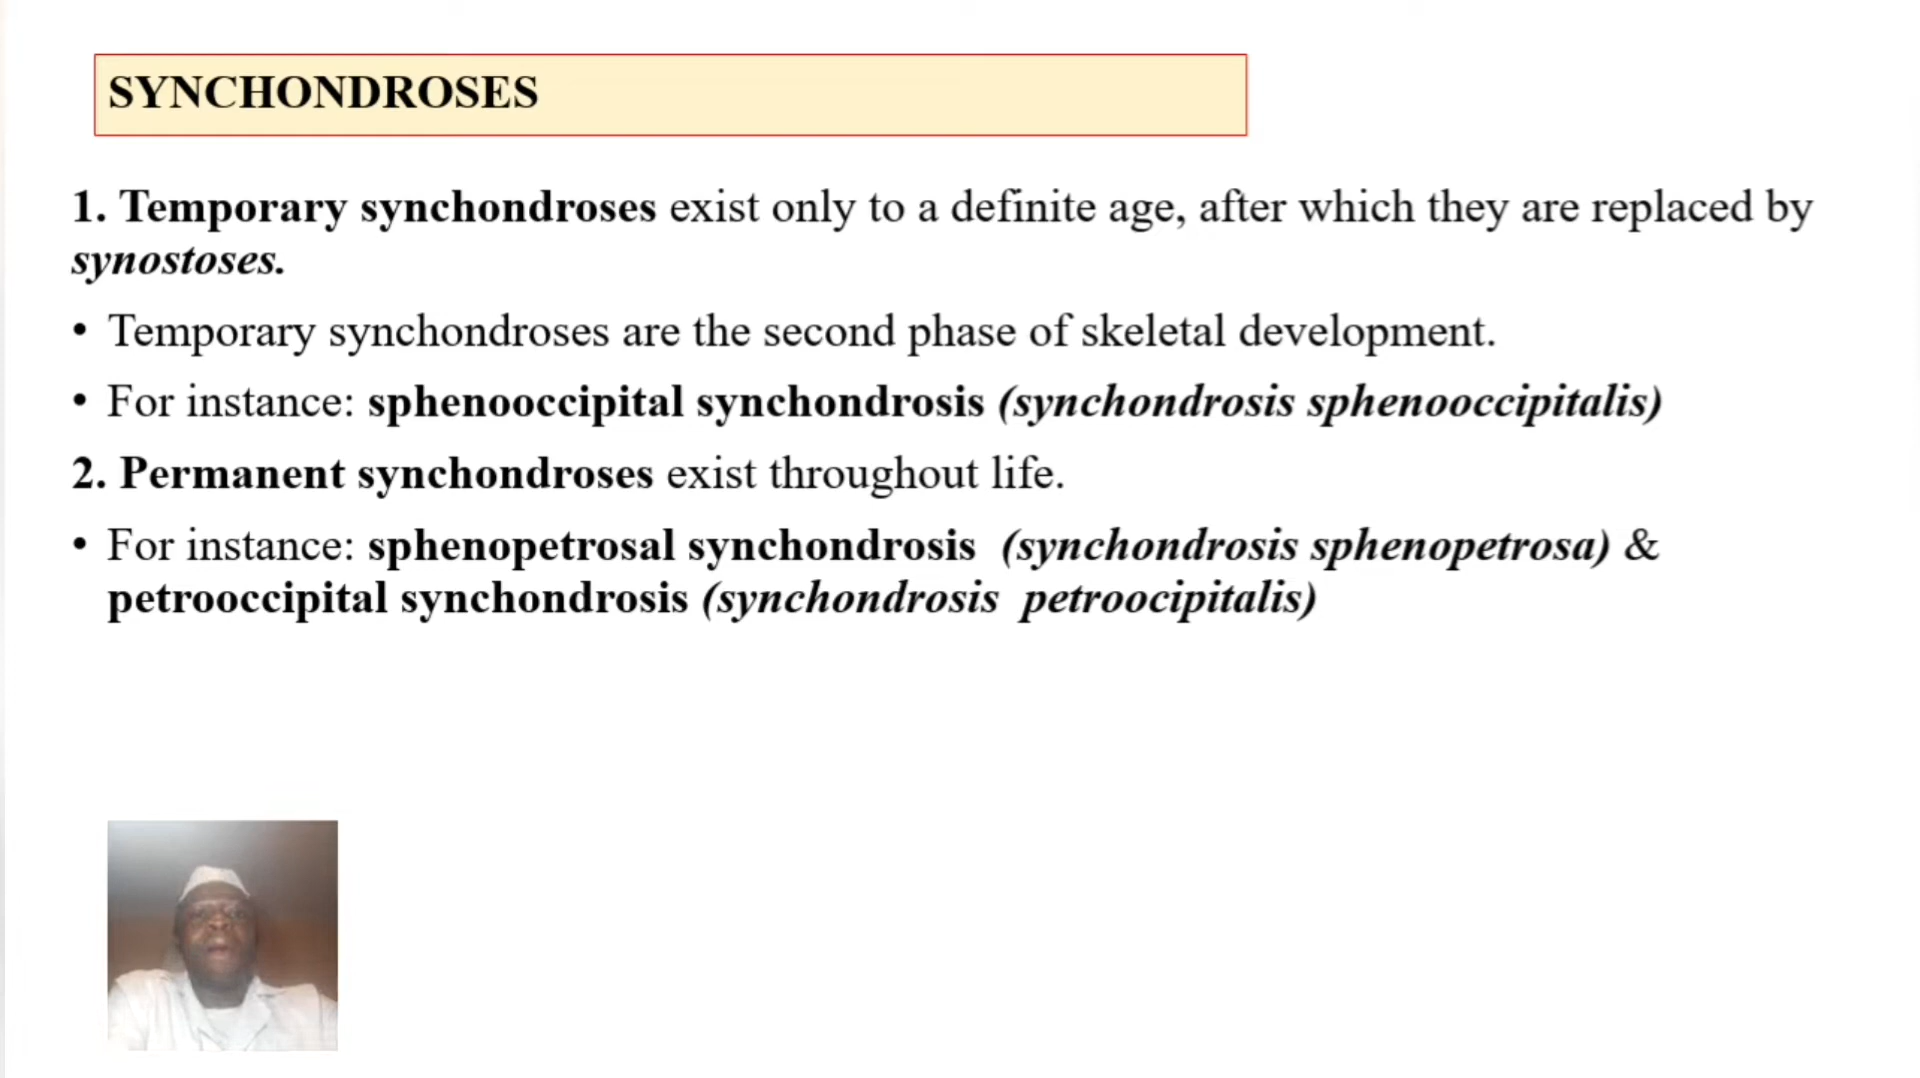 SYNCHONDROSES
1. Temporary synchondroses exist only to a definite age, after which they are replaced by
synostoses.
• Temporary synchondroses are the second phase of skeletal development.
• For instance: sphenooccipital synchondrosis (synchondrosis sphenooccipitalis)
2. Permanent synchondroses exist throughout life.
• For instance: sphenopetrosal synchondrosis (synchondrosis sphenopetrosa) &
petrooccipital synchondrosis (synchondrosis petroocipitalis)